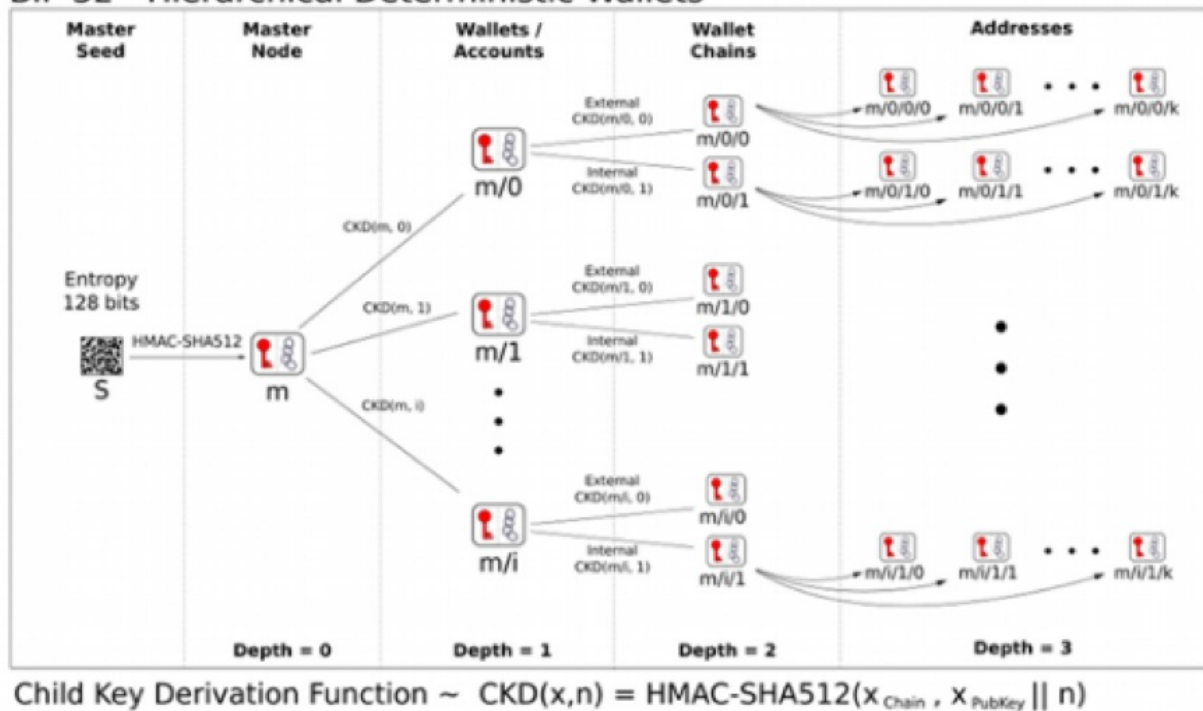 Master
Seed
Master
Node
Wallets /
Accounts
Wallet
Chains
Addresses
External
CKD(m/0, 0)
m/0/0
m/0/0/0
m/0/0/1
m/0/0/k
m/0
Internal
CKD(m/0, 1)
m/0/1
m/0/1/0
m/0/1/1
m/0/1/k
CKD(m, 0)
Entropy
128 bits
HMAC-SHA512
S
m
CKD(m, 1)
m/1
External
CKD(m/1, 0)
m/1/0
Internal
CKD(m/1, 1)
m/1/1
CKD(m, i)
m/i
External
CKD(m/i, 0)
m/i/0
Internal
CKD(m/i, 1)
m/i/1
m/i/1/0
m/i/1/1
m/i/1/k
Depth = 0
Depth = 1
Depth = 2
Depth = 3
Child Key Derivation Function ~ CKD(x,n) = HMAC-SHA512(x Chain , x PubKey || n)